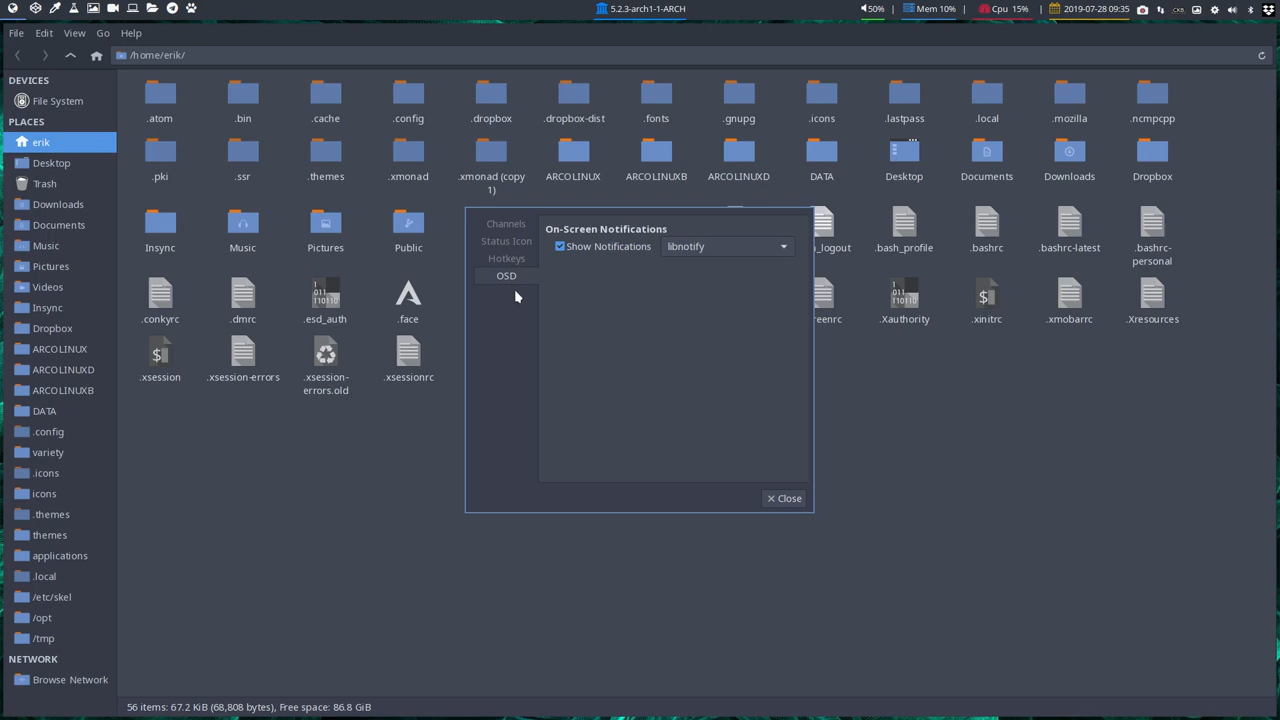 5.2.3-arch1-1-ARCH
50%
Mem 10%
Cpu 15%
2019-07-28 09:35
File Edit View Go Help
/home/erik/
DEVICES
File System
PLACES
erik
Desktop
Trash
Downloads
Documents
Music
Pictures
Videos
Insync
Dropbox
ARCOLINUX
ARCOLINUXD
ARCOLINUXB
DATA
.config
variety
.icons
icons
.themes
themes
applications
.local
/etc/skel
/opt
/tmp
NETWORK
Browse Network
.atom .bin .cache .config .dropbox .dropbox-dist .fonts .gnupg .icons .lastpass .local .mozilla .ncmpcpp
.pki .ssr .themes .xmonad .xmonad (copy 1) ARCOLINUX ARCOLINUXB ARCOLINUXD DATA Desktop Documents Downloads Dropbox
Insync Music Pictures Public _logout .bash_profile .bashrc .bashrc-latest .bashrc-personal
.conkyrc .dmrc .esd_auth .face .Xauthority .xinitrc .xmobarrc .Xresources
.xsession .xsession-errors .xsession-errors.old .xsessionrc
Channels
Status Icon
Hotkeys
OSD
On-Screen Notifications
Show Notifications libnotify
Close
56 items: 67.2 KiB (68,808 bytes), Free space: 86.8 GiB